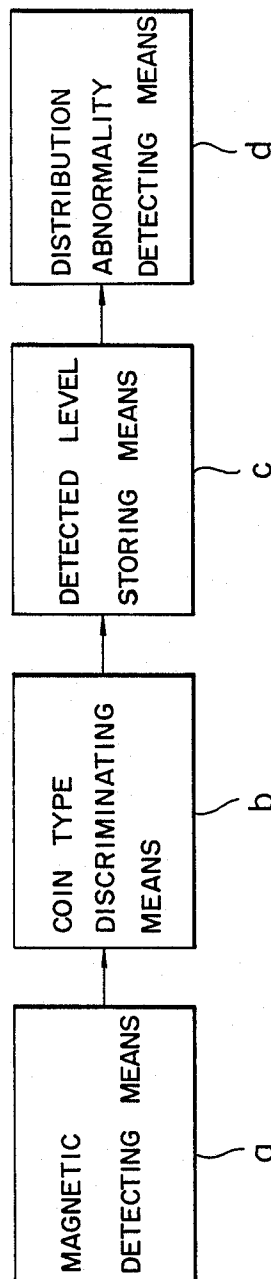 MAGNETIC
DETECTING MEANS
a
COIN TYPE
DISCRIMINATING
MEANS
b
DETECTED LEVEL
STORING MEANS
c
DISTRIBUTION
ABNORMALITY
DETECTING MEANS
d